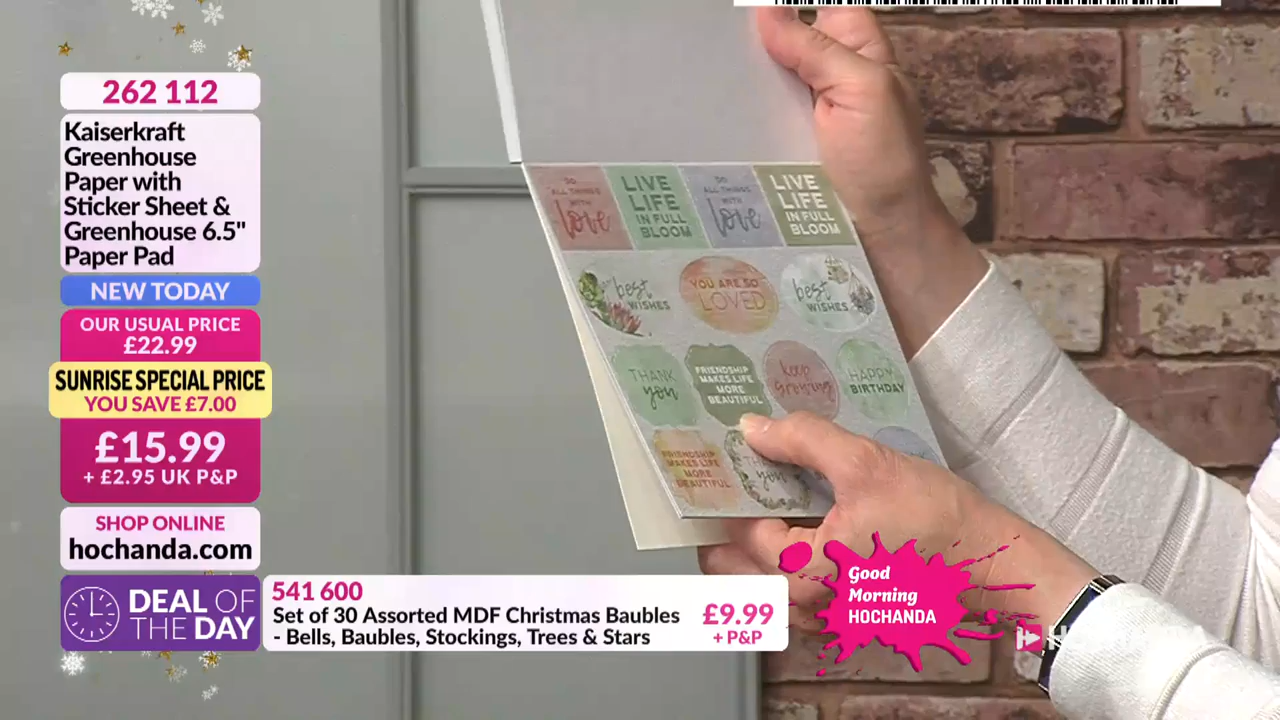 262 112
Kaiserkraft
Greenhouse
Paper with
Sticker Sheet &
Greenhouse 6.5"
Paper Pad
NEW TODAY
OUR USUAL PRICE
£22.99
SUNRISE SPECIAL PRICE
YOU SAVE £7.00
£15.99
+ £2.95 UK P&P
SHOP ONLINE
hochanda.com
DEAL OF
THE DAY
541 600
Set of 30 Assorted MDF Christmas Baubles
- Bells, Baubles, Stockings, Trees & Stars
£9.99
+ P&P
Good
Morning
HOCHANDA
DO
ALL THINGS
WITH
love
LIVE
LIFE
IN FULL
BLOOM
DO
ALL THINGS
WITH
love
LIVE
LIFE
IN FULL
BLOOM
best
WISHES
YOU ARE SO
LOVED
best
WISHES
THANK
you
FRIENDSHIP
MAKES LIFE
MORE
BEAUTIFUL
keep
growing
HAPPY
BIRTHDAY
FRIENDSHIP
MAKES LIFE
MORE
BEAUTIFUL
THANK
you